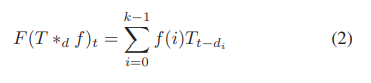 F(T *_d f)_t = \sum_{i=0}^{k-1} f(i)T_{t-d_i} (2)